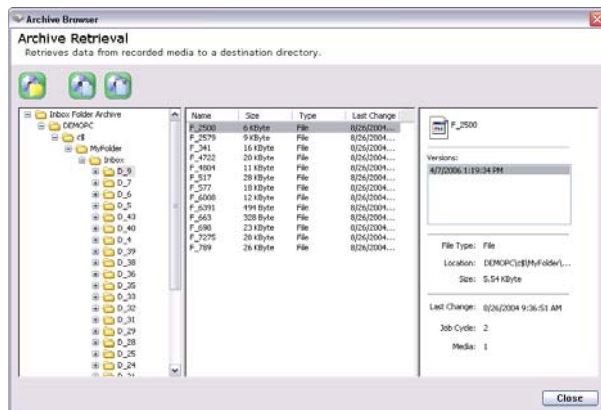 Archive Browser
Archive Retrieval
Retrieves data from recorded media to a destination directory.
Inbox Folder Archive
DEMOPC
c$
MyFolder
Inbox
D_9
D_7
D_6
D_5
D_43
D_40
D_4
D_39
D_38
D_36
D_35
D_33
D_32
D_31
D_29
D_28
D_25
D_24
Name Size Type Last Change
F_2500 6 KByte File 8/26/2004...
F_2579 9 KByte File 8/26/2004...
F_341 16 KByte File 8/26/2004...
F_4722 20 KByte File 8/26/2004...
F_4804 11 KByte File 8/26/2004...
F_517 28 KByte File 8/26/2004...
F_577 18 KByte File 8/26/2004...
F_6008 12 KByte File 8/26/2004...
F_6391 494 Byte File 8/26/2004...
F_663 328 Byte File 8/26/2004...
F_698 23 KByte File 8/26/2004...
F_7275 28 KByte File 8/26/2004...
F_789 26 KByte File 8/26/2004...
F_2500
Versions:
4/7/2006 1:19:34 PM
File Type: File
Location: DEMOPC\c$\MyFolder\...
Size: 5.54 KByte
Last Change: 8/26/2004 9:36:51 AM
Job Cycle: 2
Media: 1
Close